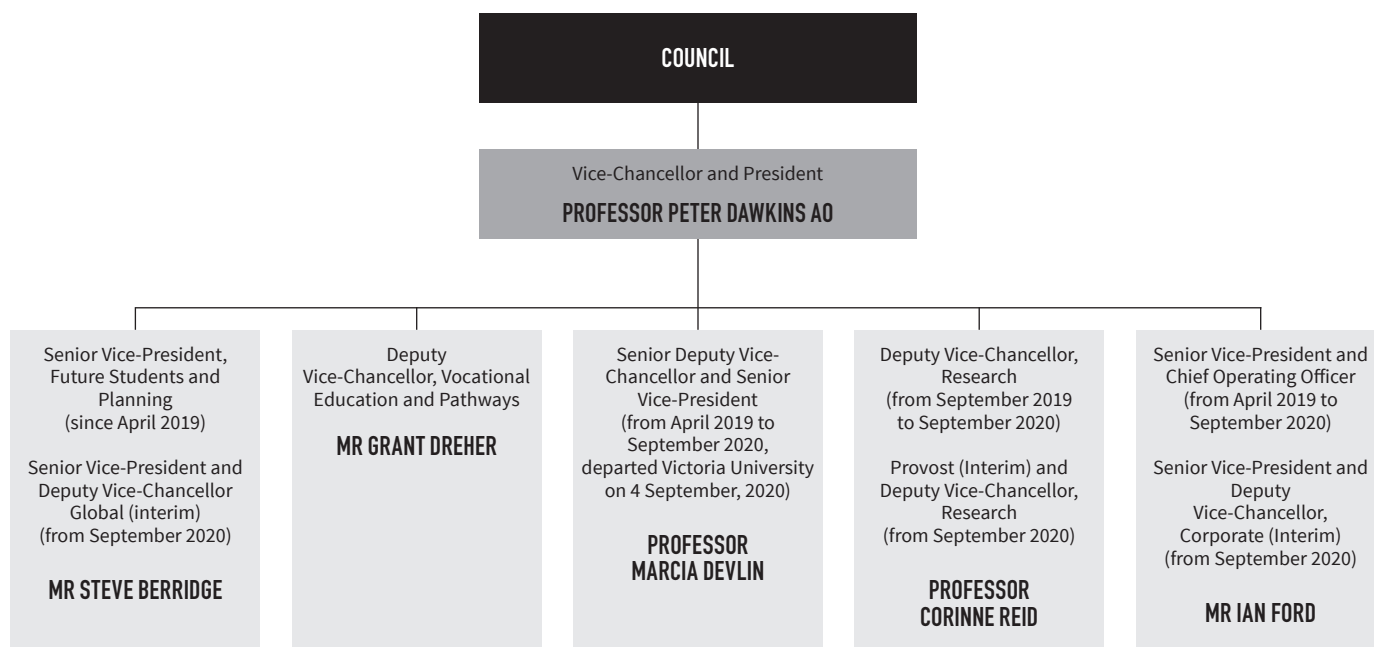 COUNCIL
Vice-Chancellor and President
PROFESSOR PETER DAWKINS AO
Senior Vice-President,
Future Students and
Planning
(since April 2019)
Senior Vice-President and
Deputy Vice-Chancellor
Global (interim)
(from September 2020)
MR STEVE BERRIDGE
Deputy
Vice-Chancellor, Vocational
Education and Pathways
MR GRANT DREHER
Senior Deputy Vice-
Chancellor and Senior
Vice-President
(from April 2019 to
September 2020,
departed Victoria University
on 4 September, 2020)
PROFESSOR
MARCIA DEVLIN
Deputy Vice-Chancellor,
Research
(from September 2019
to September 2020)
Provost (Interim) and
Deputy Vice-Chancellor,
Research
(from September 2020)
PROFESSOR
CORINNE REID
Senior Vice-President and
Chief Operating Officer
(from April 2019 to
September 2020)
Senior Vice-President and
Deputy
Vice-Chancellor,
Corporate (Interim)
(from September 2020)
MR IAN FORD